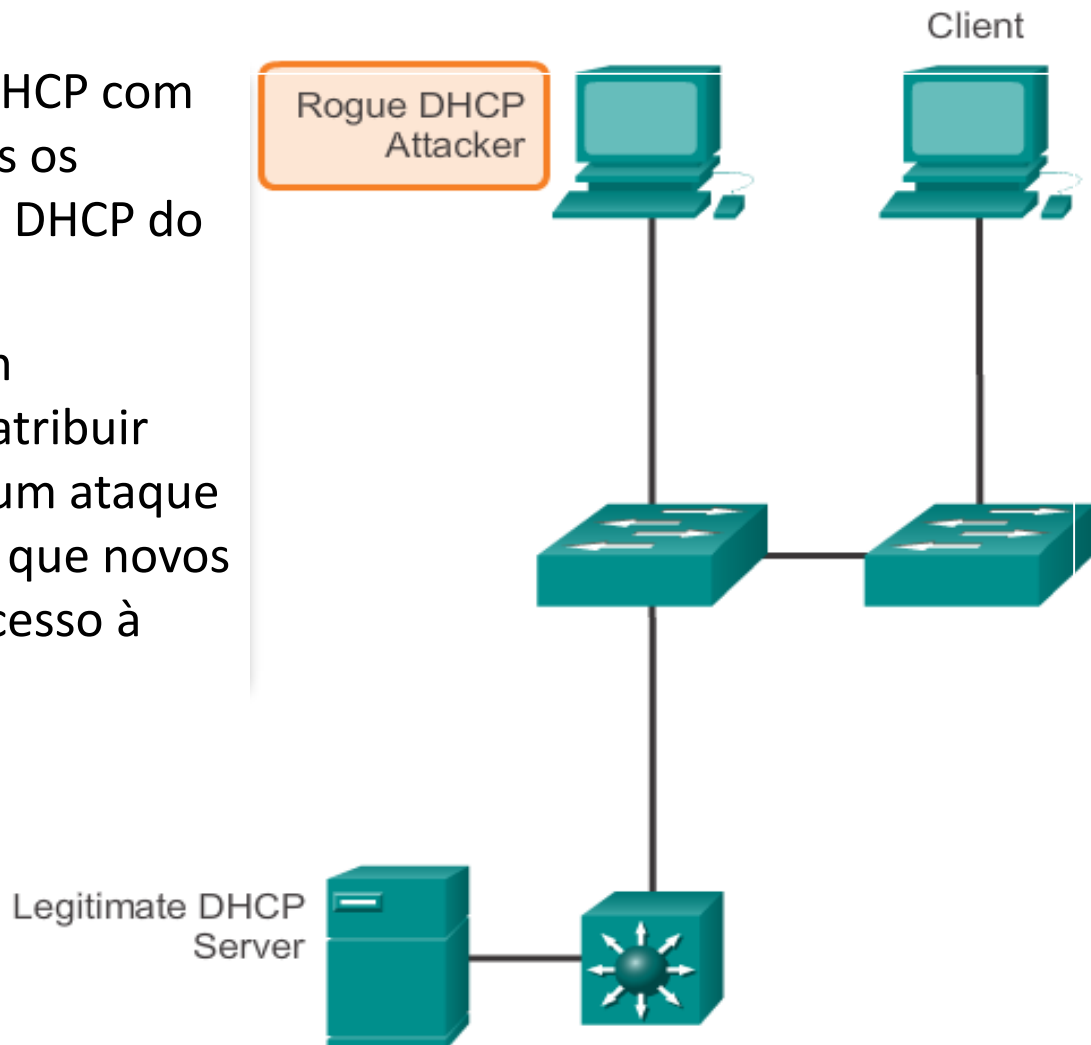 HCP com
s os
DHCP do
atribuir
um ataque
que novos
cesso à
Rogue DHCP
Attacker
Client
Legitimate DHCP
Server